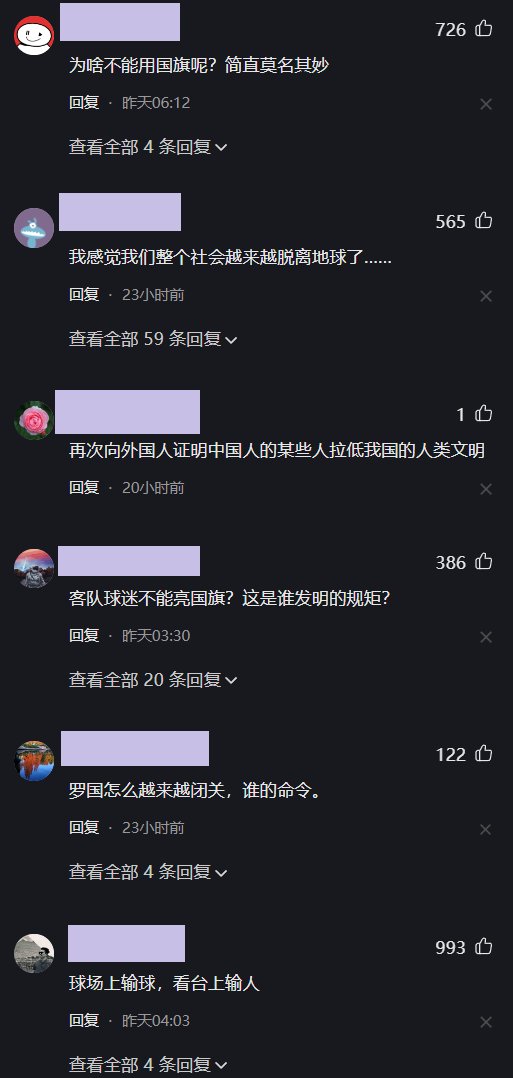 726
为啥不能用国旗呢？简直莫名其妙
回复 · 昨天06:12
查看全部 4 条回复
565
我感觉我们整个社会越来越脱离地球了......
回复 · 23小时前
查看全部 59 条回复
1
再次向外国人证明中国人的某些人拉低我国的人类文明
回复 · 20小时前
386
客队球迷不能亮国旗？这是谁发明的规矩？
回复 · 昨天03:30
查看全部 20 条回复
122
罗国怎么越来越闭关，谁的命令。
回复 · 23小时前
查看全部 4 条回复
993
球场上输球，看台上输人
回复 · 昨天04:03
查看全部 4 条回复